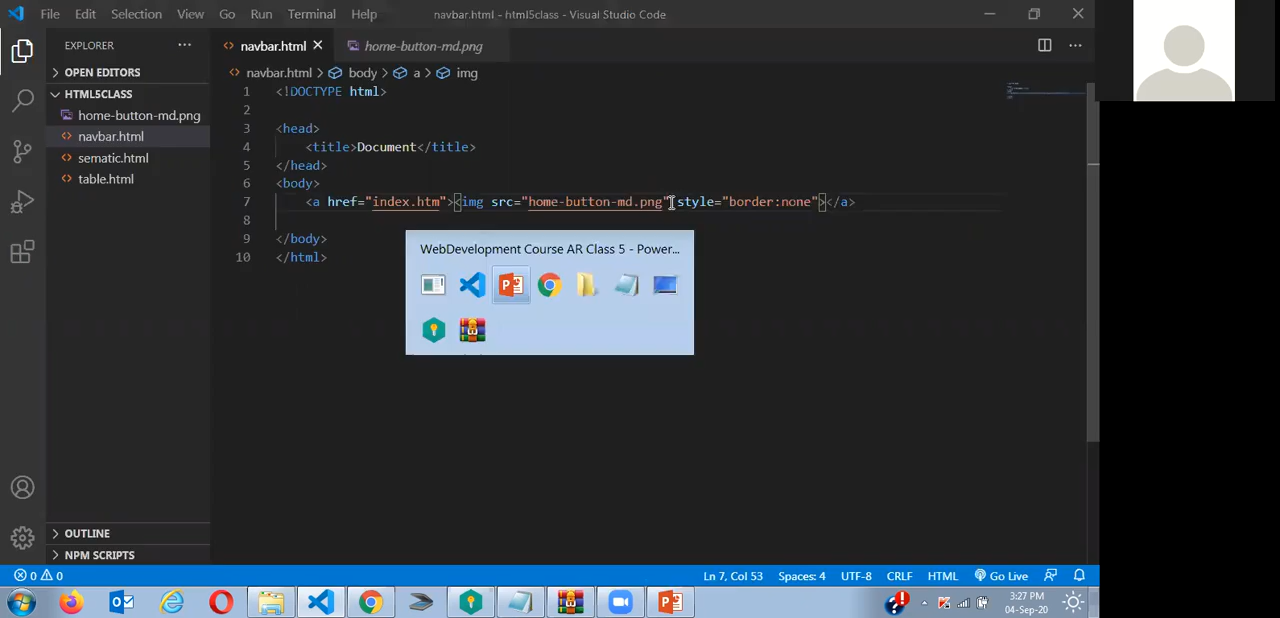 File Edit Selection View Go Run Terminal Help navbar.html - html5class - Visual Studio Code
EXPLORER
navbar.html
home-button-md.png
OPEN EDITORS
HTML5CLASS
home-button-md.png
navbar.html
sematic.html
table.html
OUTLINE
NPM SCRIPTS
navbar.html > body > a > img
1 <!DOCTYPE html>
2
3 <head>
4 <title>Document</title>
5 </head>
6 <body>
7 <a href="index.htm"><img src="home-button-md.png" style="border:none"></a>
8
9 </body>
10 </html>
WebDevelopment Course AR Class 5 - Power...
0 0
Ln 7, Col 53 Spaces: 4 UTF-8 CRLF HTML Go Live
3:27 PM
04-Sep-20